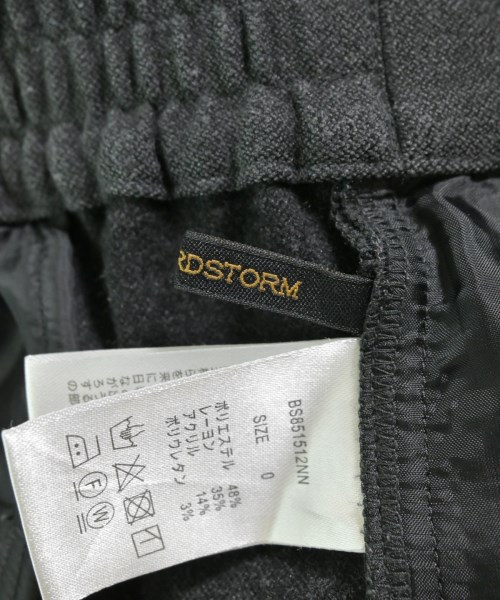 RDSTORM
BS851512NN
SIZE 0
ポリエステル 48%
レーヨン 35%
アクリル 14%
ポリウレタン 3%
F
W